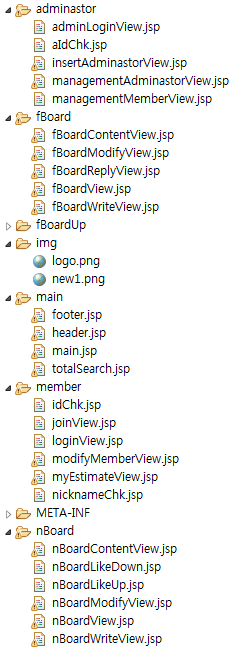 adminastor
adminLoginView.jsp
aIdChk.jsp
insertAdminastorView.jsp
managementAdminastorView.jsp
managementMemberView.jsp
fBoard
fBoardContentView.jsp
fBoardModifyView.jsp
fBoardReplyView.jsp
fBoardView.jsp
fBoardWriteView.jsp
fBoardUp
img
logo.png
new1.png
main
footer.jsp
header.jsp
main.jsp
totalSearch.jsp
member
idChk.jsp
joinView.jsp
loginView.jsp
modifyMemberView.jsp
myEstimateView.jsp
nicknameChk.jsp
META-INF
nBoard
nBoardContentView.jsp
nBoardLikeDown.jsp
nBoardLikeUp.jsp
nBoardModifyView.jsp
nBoardView.jsp
nBoardWriteView.jsp